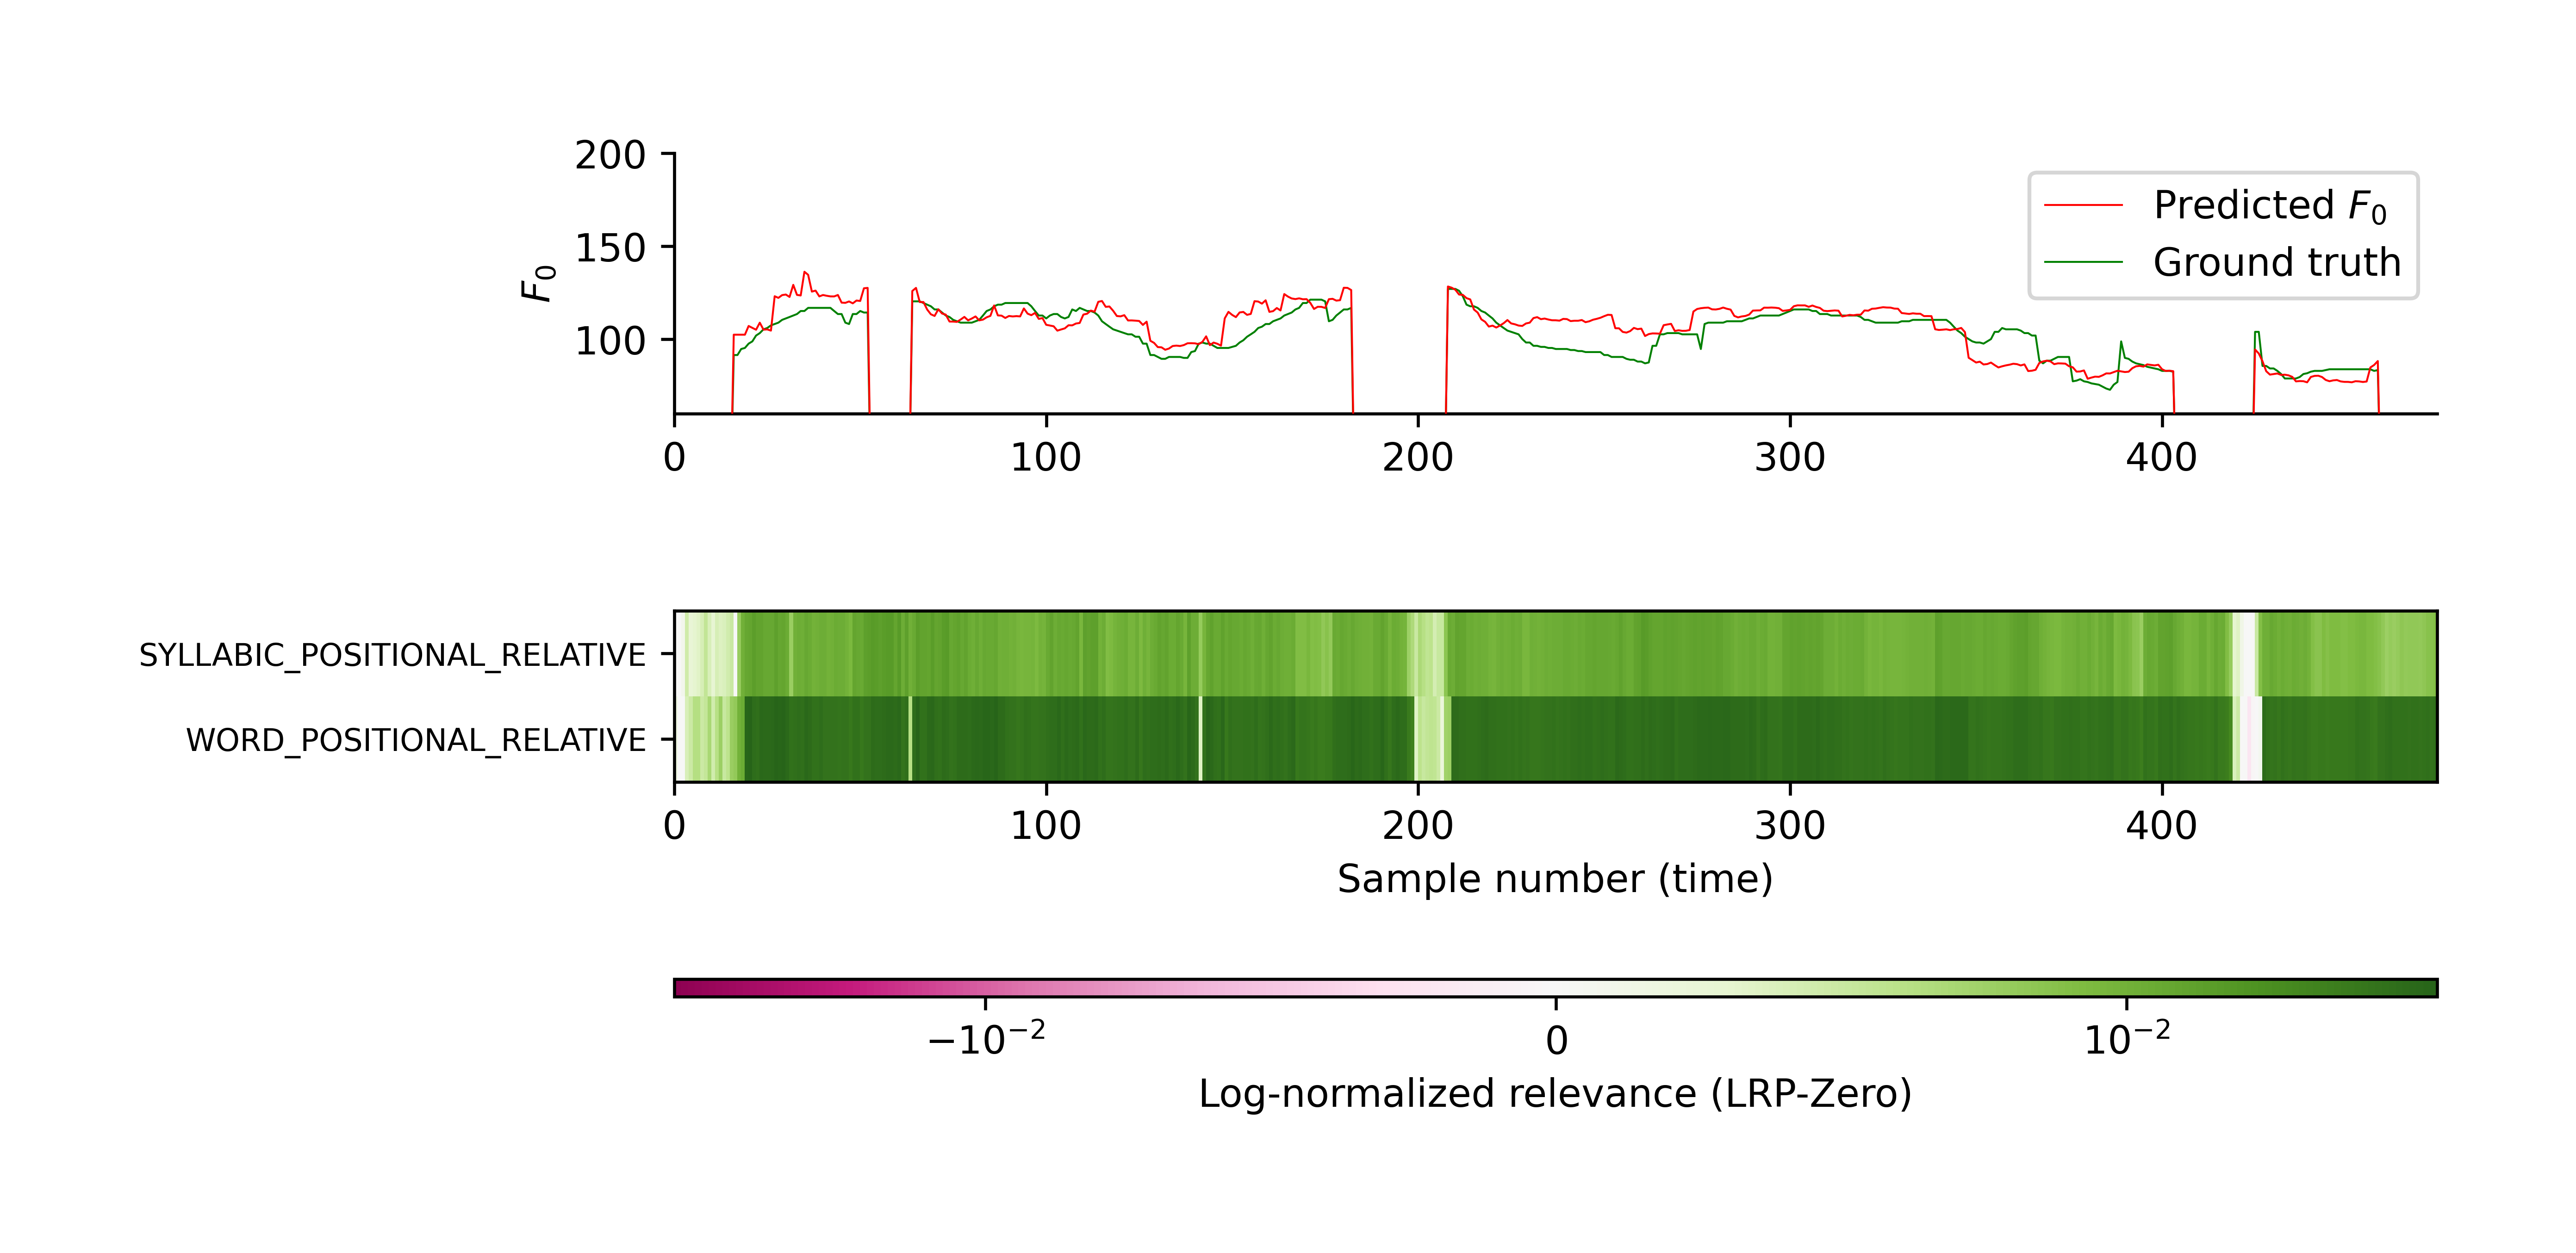 200
150
100
F₀
Predicted F₀
Ground truth
0 100 200 300 400
SYLLABIC_POSITIONAL_RELATIVE
WORD_POSITIONAL_RELATIVE
0 100 200 300 400
Sample number (time)
−10⁻² 0 10⁻²
Log-normalized relevance (LRP-Zero)